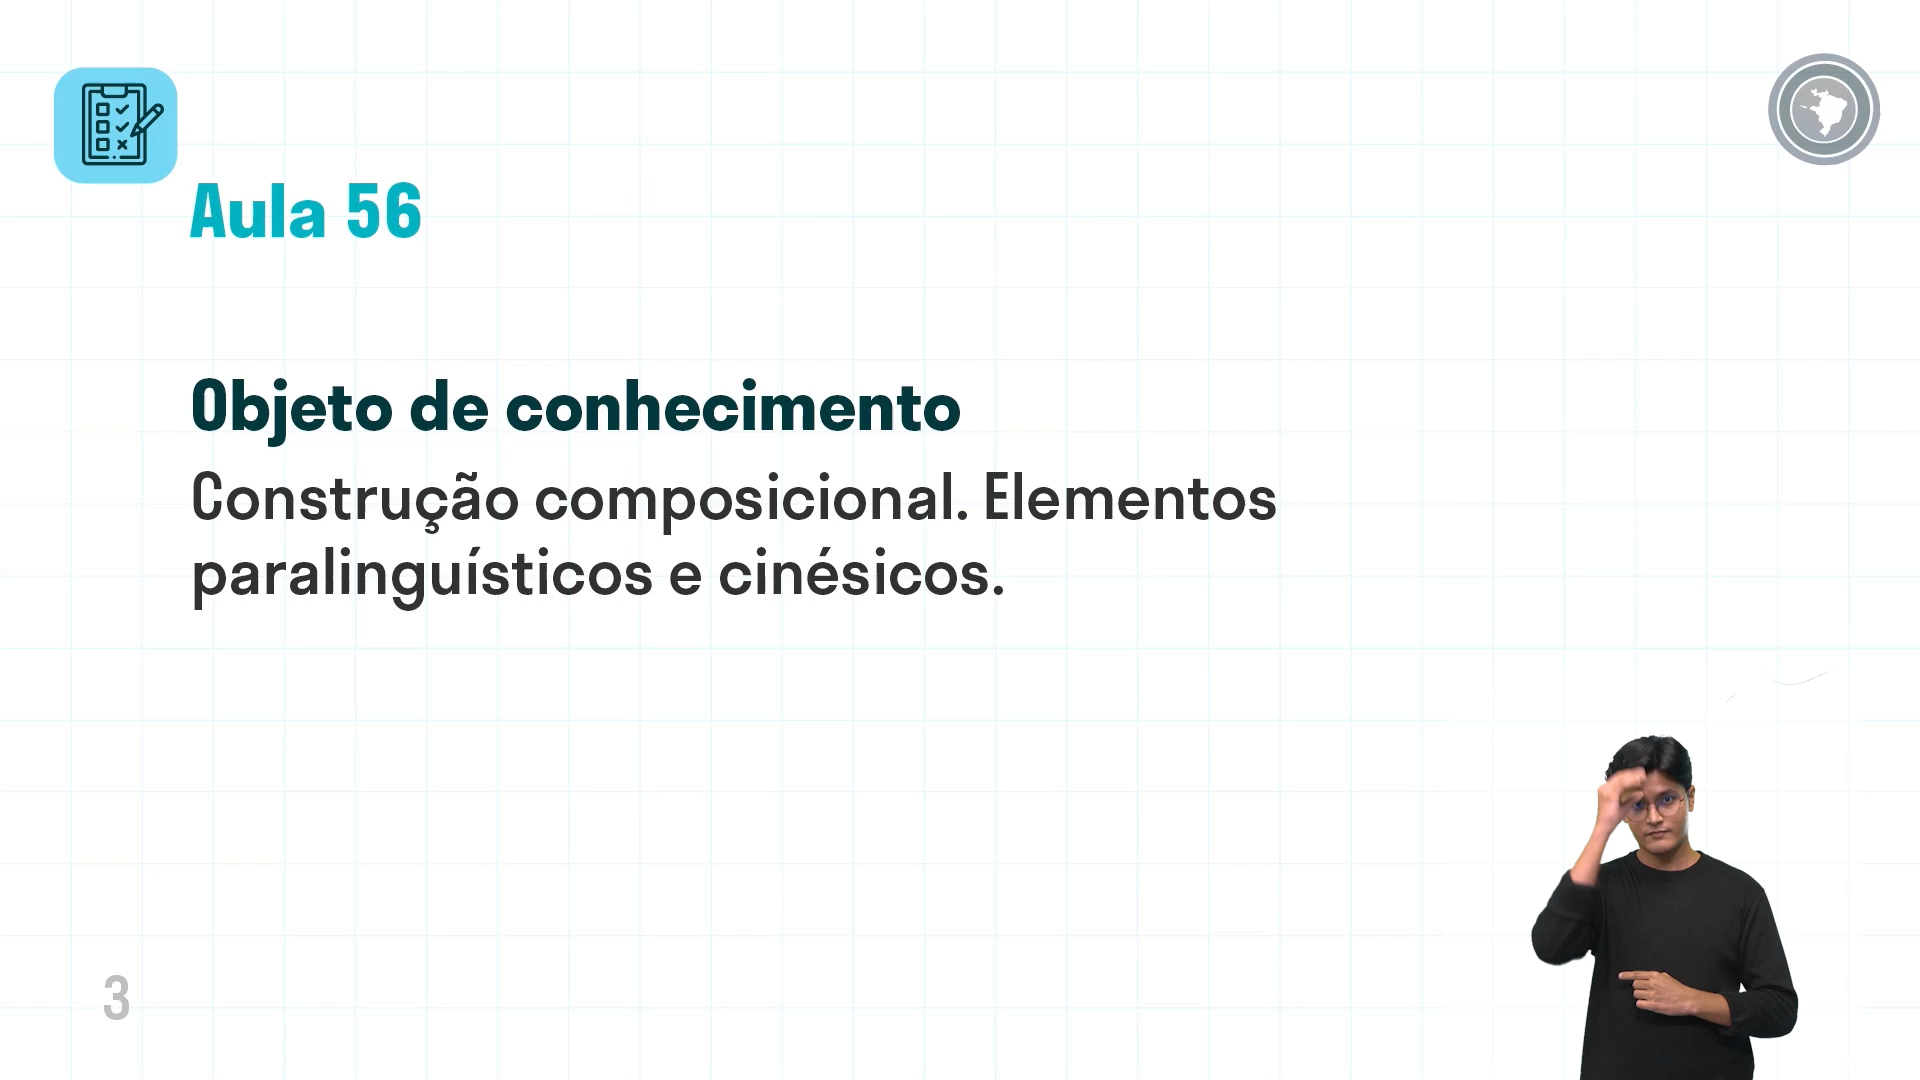 Aula 56
Objeto de conhecimento
Construção composicional. Elementos
paralinguísticos e cinésicos.
3